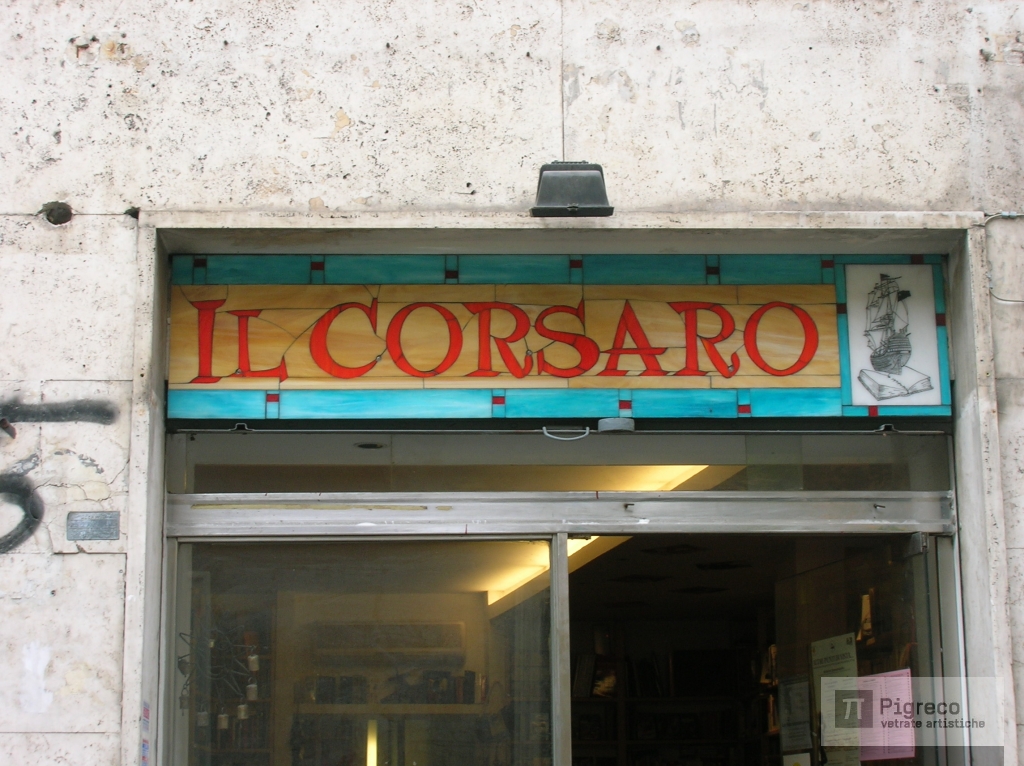 IL CORSARO
π Pigreco
vetrate artistiche